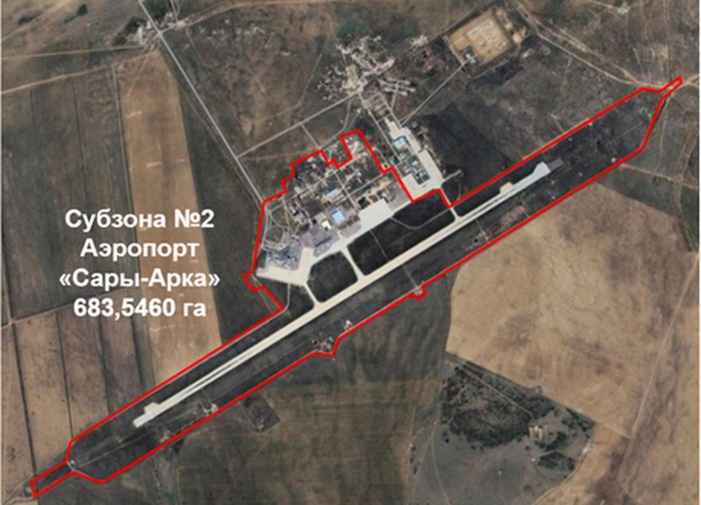 Субзона №2
Аэропорт
«Сары-Арка»
683,5460 га